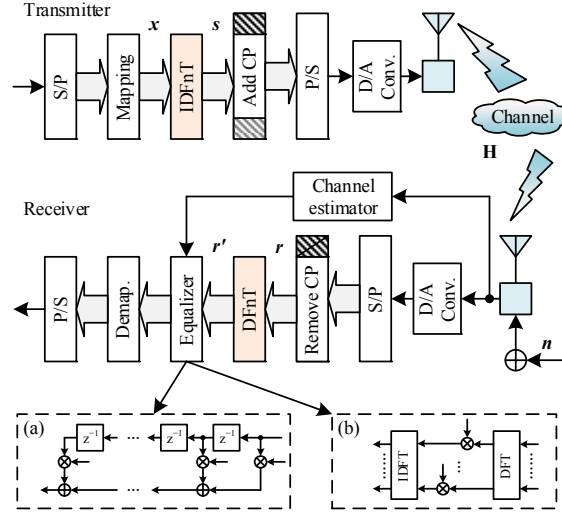 Transmitter
x
s
S/P
Mapping
IDFnT
Add CP
P/S
D/A
Conv.
Channel
H
Receiver
Channel
estimator
r'
r
P/S
Demap.
Equalizer
DFnT
Remove CP
S/P
D/A
Conv.
n
(a)
z⁻¹
...
z⁻¹
z⁻¹
...
(b)
IDFT
...
DFT